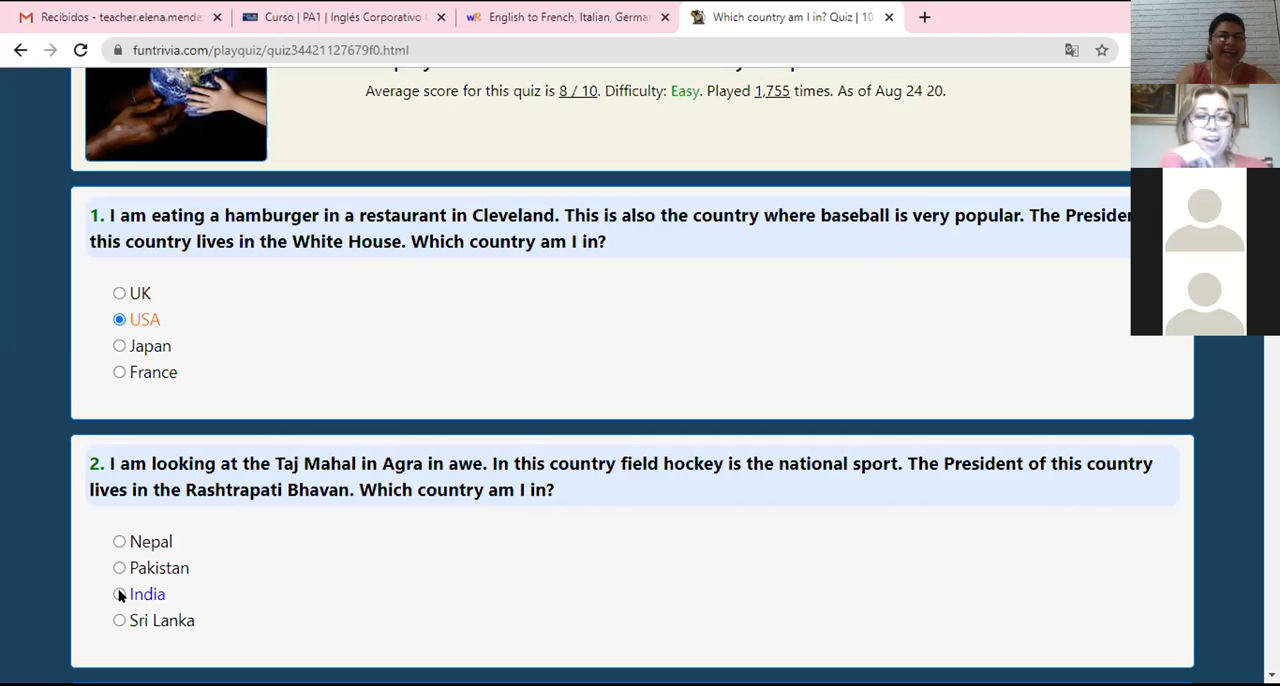 Recibidos - teacher.elena.mende
Curso | PA1 | Inglés Corporativo
English to French, Italian, Germa
Which country am I in? Quiz | 10
funtrivia.com/playquiz/quiz34421127679f0.html
Average score for this quiz is 8 / 10. Difficulty: Easy. Played 1,755 times. As of Aug 24 20.
1. I am eating a hamburger in a restaurant in Cleveland. This is also the country where baseball is very popular. The Presiden
this country lives in the White House. Which country am I in?
UK
USA
Japan
France
2. I am looking at the Taj Mahal in Agra in awe. In this country field hockey is the national sport. The President of this country
lives in the Rashtrapati Bhavan. Which country am I in?
Nepal
Pakistan
India
Sri Lanka